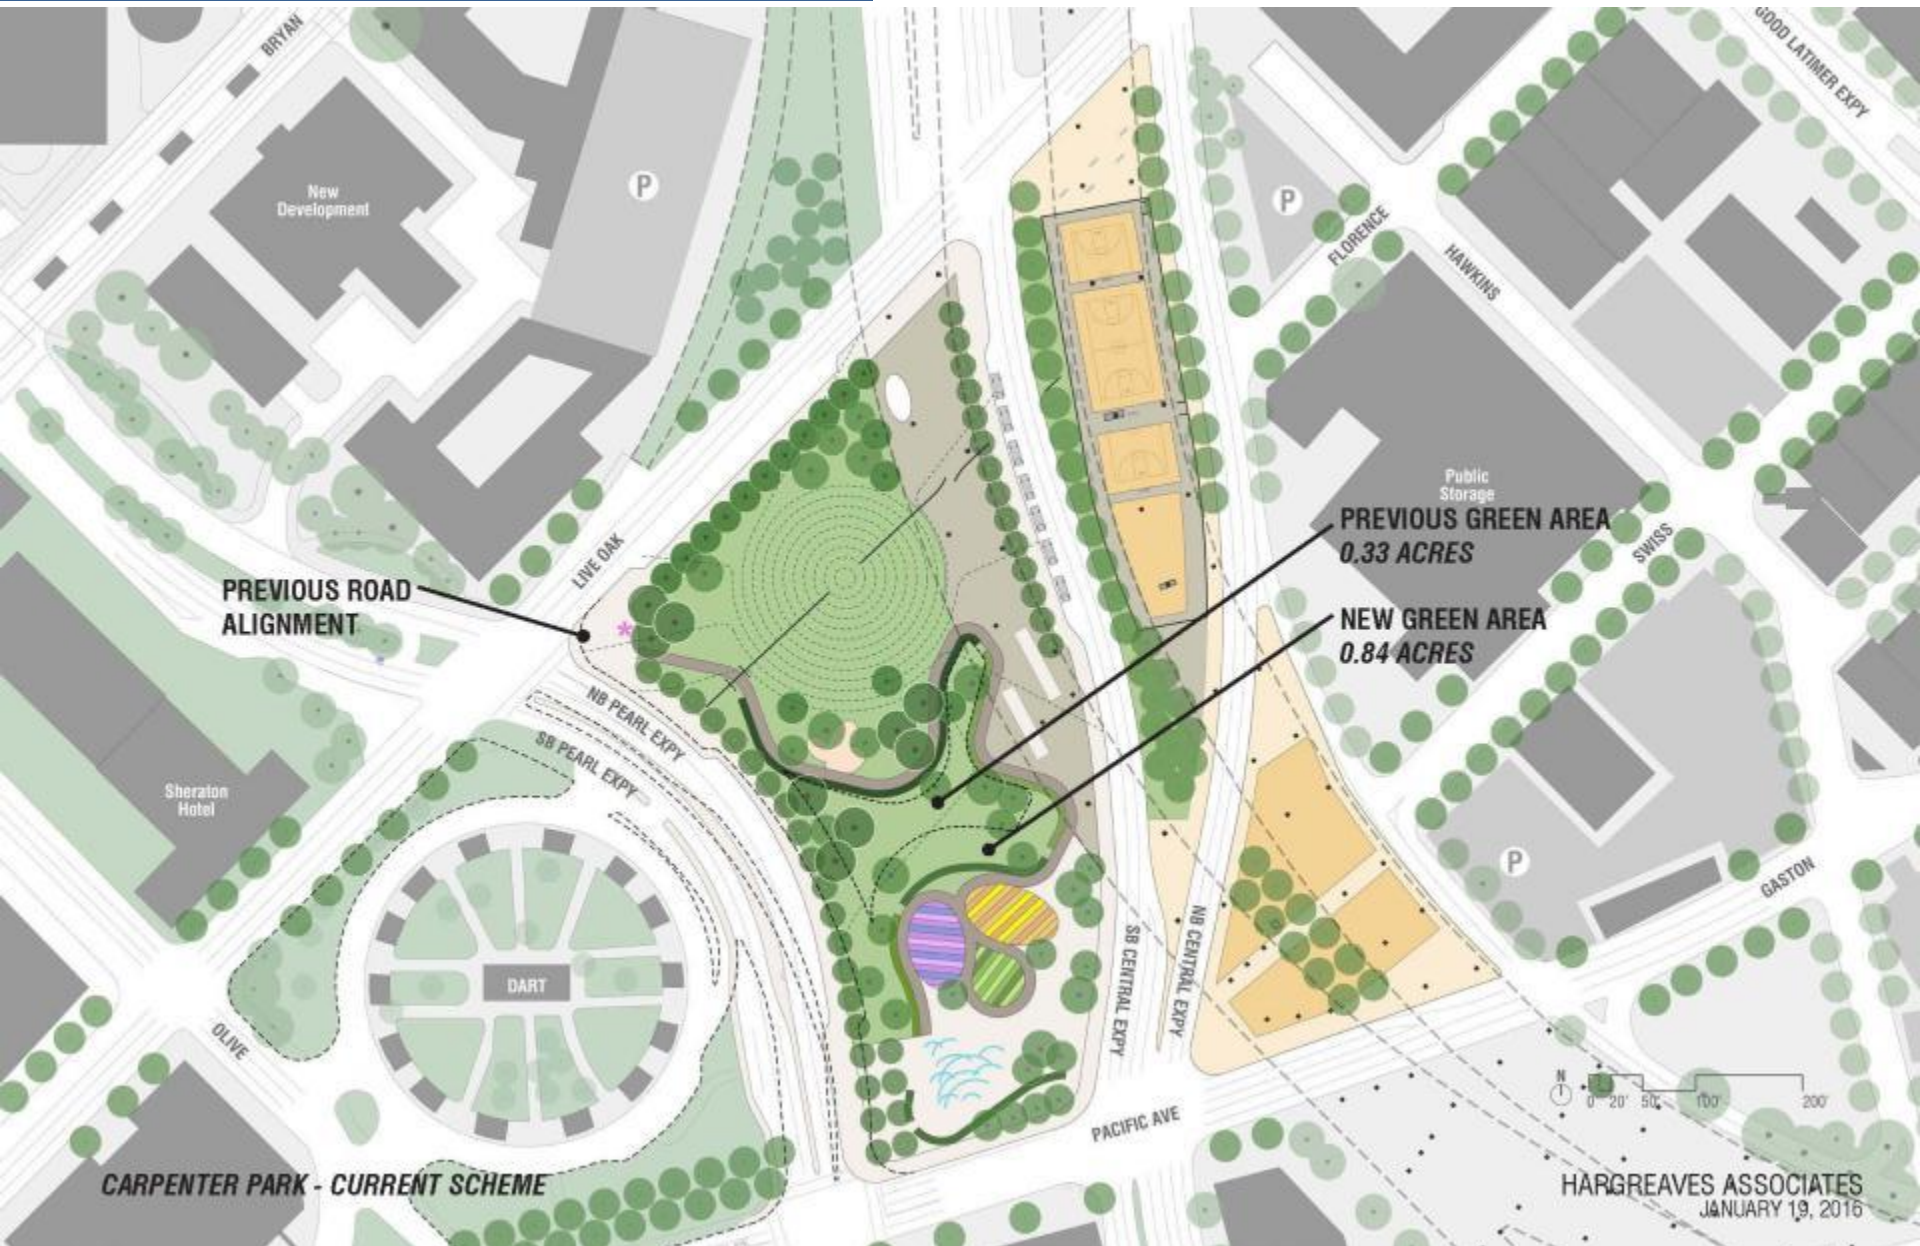 BRYAN
GOOD LATIMER EXPY
New
Development
P
P
FLORENCE
HAWKINS
Public
Storage
PREVIOUS GREEN AREA
0.33 ACRES
SWISS
LIVE OAK
PREVIOUS ROAD
ALIGNMENT
NEW GREEN AREA
0.84 ACRES
*
NB PEARL EXPY
SB PEARL EXPY
Sheraton
Hotel
P
GASTON
SB CENTRAL EXPY
NB CENTRAL EXPY
DART
OLIVE
PACIFIC AVE
N
0 20' 50' 100' 200'
CARPENTER PARK - CURRENT SCHEME
HARGREAVES ASSOCIATES
JANUARY 19, 2016